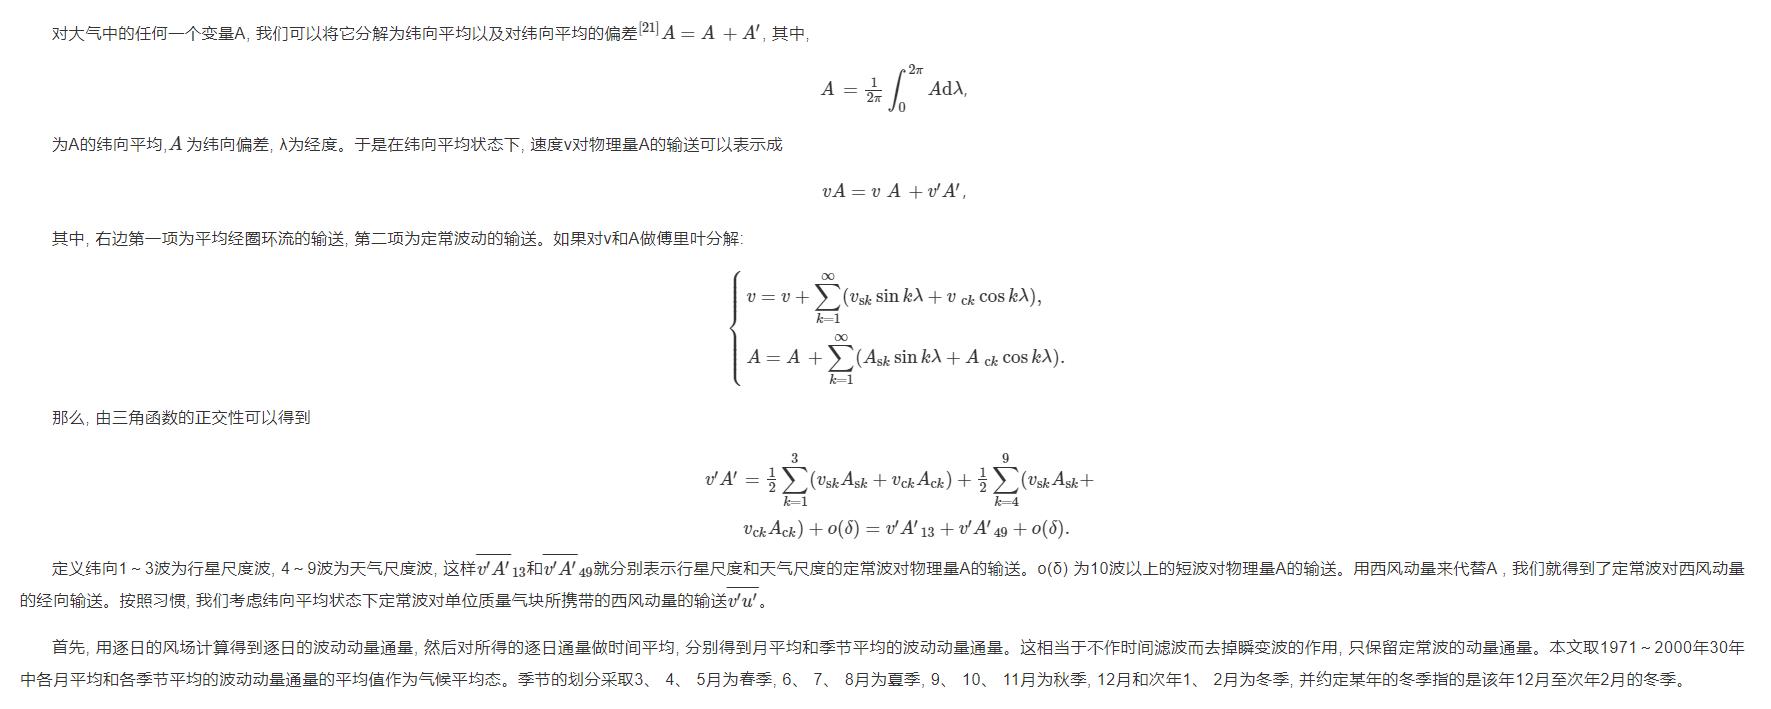 对大气中的任何一个变量A, 我们可以将它分解为纬向平均以及对纬向平均的偏差[21]A = A + A′, 其中,
A = 1/2π ∫₀^2π Adλ,
为A的纬向平均,A 为纬向偏差, λ为经度。于是在纬向平均状态下, 速度v对物理量A的输送可以表示成
vA = v A + v′A′,
其中, 右边第一项为平均经圈环流的输送, 第二项为定常波动的输送。如果对v和A做傅里叶分解:
{ v = v + ∑_{k=1}^{∞}(v_{sk} sin kλ + v_{ck} cos kλ),
A = A + ∑_{k=1}^{∞}(A_{sk} sin kλ + A_{ck} cos kλ).
那么, 由三角函数的正交性可以得到
v′A′ = 1/2 ∑_{k=1}^{3}(v_{sk}A_{sk} + v_{ck}A_{ck}) + 1/2 ∑_{k=4}^{9}(v_{sk}A_{sk}+
v_{ck}A_{ck}) + o(δ) = v′A′_{13} + v′A′_{49} + o(δ).
定义纬向1～3波为行星尺度波, 4～9波为天气尺度波, 这样\overline{v′A′}_{13}和\overline{v′A′}_{49}就分别表示行星尺度和天气尺度的定常波对物理量A的输送。o(δ) 为10波以上的短波对物理量A的输送。用西风动量来代替A , 我们就得到了定常波对西风动量
的经向输送。按照习惯, 我们考虑纬向平均状态下定常波对单位质量气块所携带的西风动量的输送\overline{v′u′}。
首先, 用逐日的风场计算得到逐日的波动动量通量, 然后对所得的逐日通量做时间平均, 分别得到月平均和季节平均的波动动量通量。这相当于不作时间滤波而去掉瞬变波的作用, 只保留定常波的动量通量。本文取1971～2000年30年
中各月平均和各季节平均的波动动量通量的平均值作为气候平均态。季节的划分采取3、 4、 5月为春季, 6、 7、 8月为夏季, 9、 10、 11月为秋季, 12月和次年1、 2月为冬季, 并约定某年的冬季指的是该年12月至次年2月的冬季。